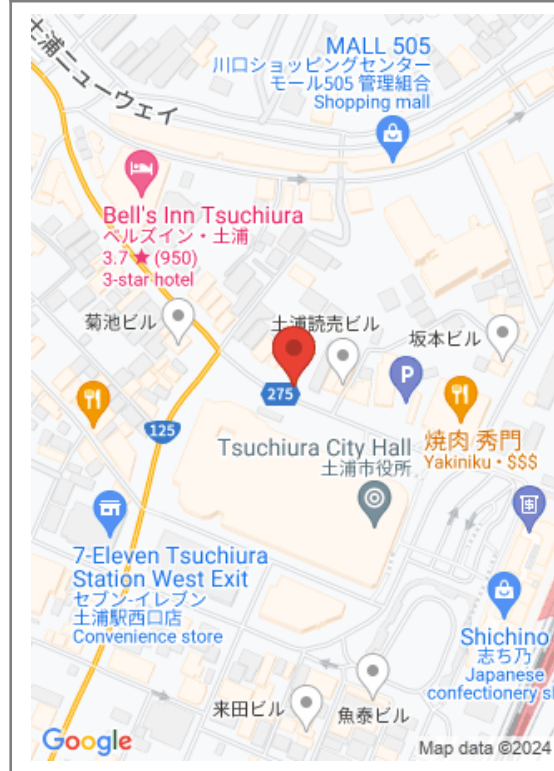 土浦ニューウェイ
MALL 505
川口ショッピングセンター
モール505 管理組合
Shopping mall
Bell's Inn Tsuchiura
ベルズイン・土浦
3.7 ★ (950)
3-star hotel
菊池ビル
土浦読売ビル
坂本ビル
275
P
125
Tsuchiura City Hall
土浦市役所
焼肉 秀門
Yakiniku • $$$
7-Eleven Tsuchiura
Station West Exit
セブン-イレブン
土浦駅西口店
Convenience store
Shichino
志ち乃
Japanese
confectionery s
来田ビル
魚泰ビル
Google
Map data ©2024